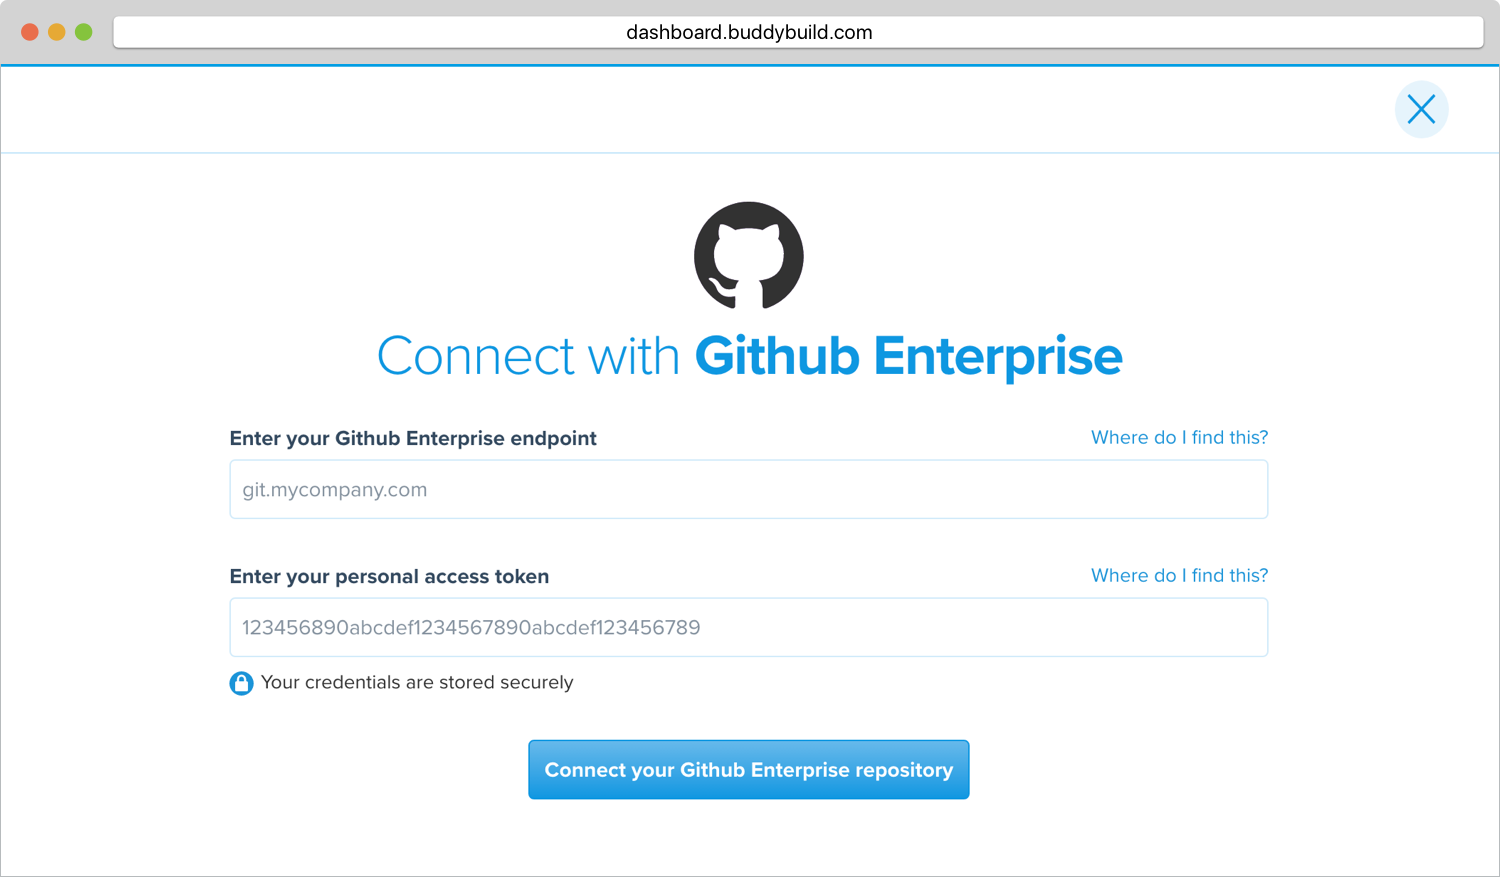 dashboard.buddybuild.com
Connect with Github Enterprise
Enter your Github Enterprise endpoint
Where do I find this?
git.mycompany.com
Enter your personal access token
Where do I find this?
123456890abcdef1234567890abcdef123456789
Your credentials are stored securely
Connect your Github Enterprise repository